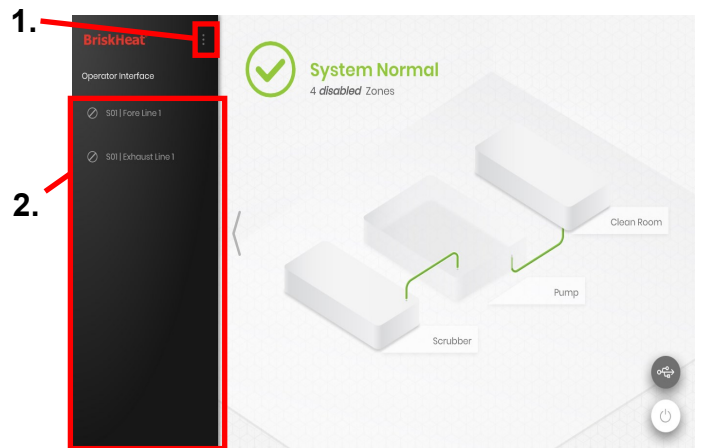 1.
BriskHeat
Operator Interface
S01 | Fore Line 1
S01 | Exhaust Line 1
2.
System Normal
4 disabled Zones
Clean Room
Pump
Scrubber